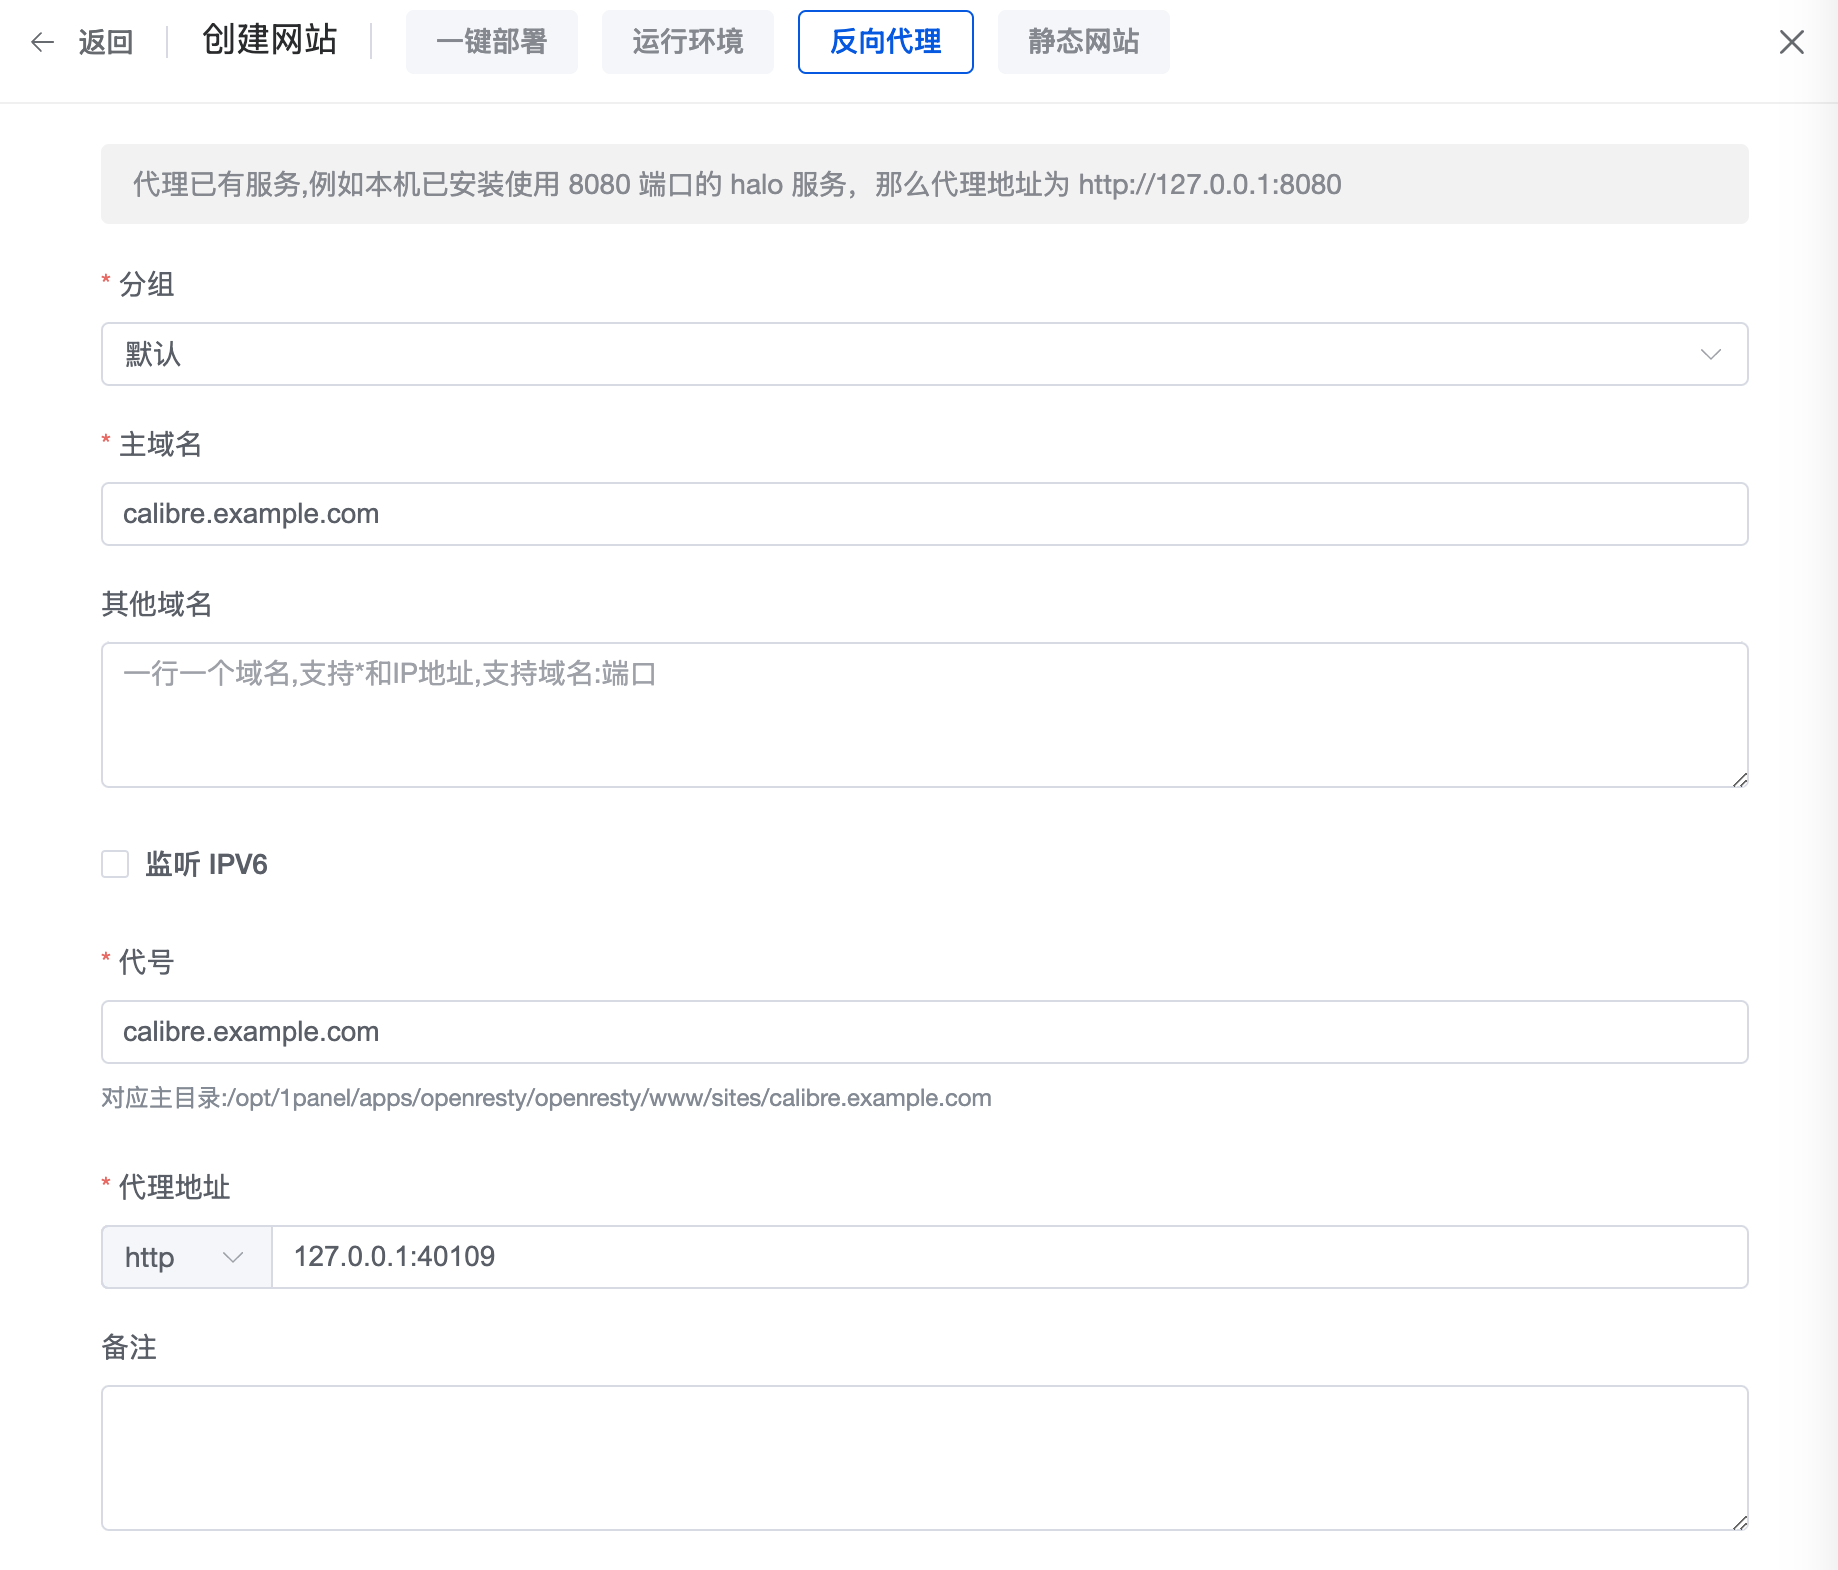 返回
创建网站
一键部署
运行环境
反向代理
静态网站
代理已有服务,例如本机已安装使用 8080 端口的 halo 服务，那么代理地址为 http://127.0.0.1:8080
* 分组
默认
* 主域名
calibre.example.com
其他域名
一行一个域名,支持*和IP地址,支持域名:端口
监听 IPV6
* 代号
calibre.example.com
对应主目录:/opt/1panel/apps/openresty/openresty/www/sites/calibre.example.com
* 代理地址
http
127.0.0.1:40109
备注